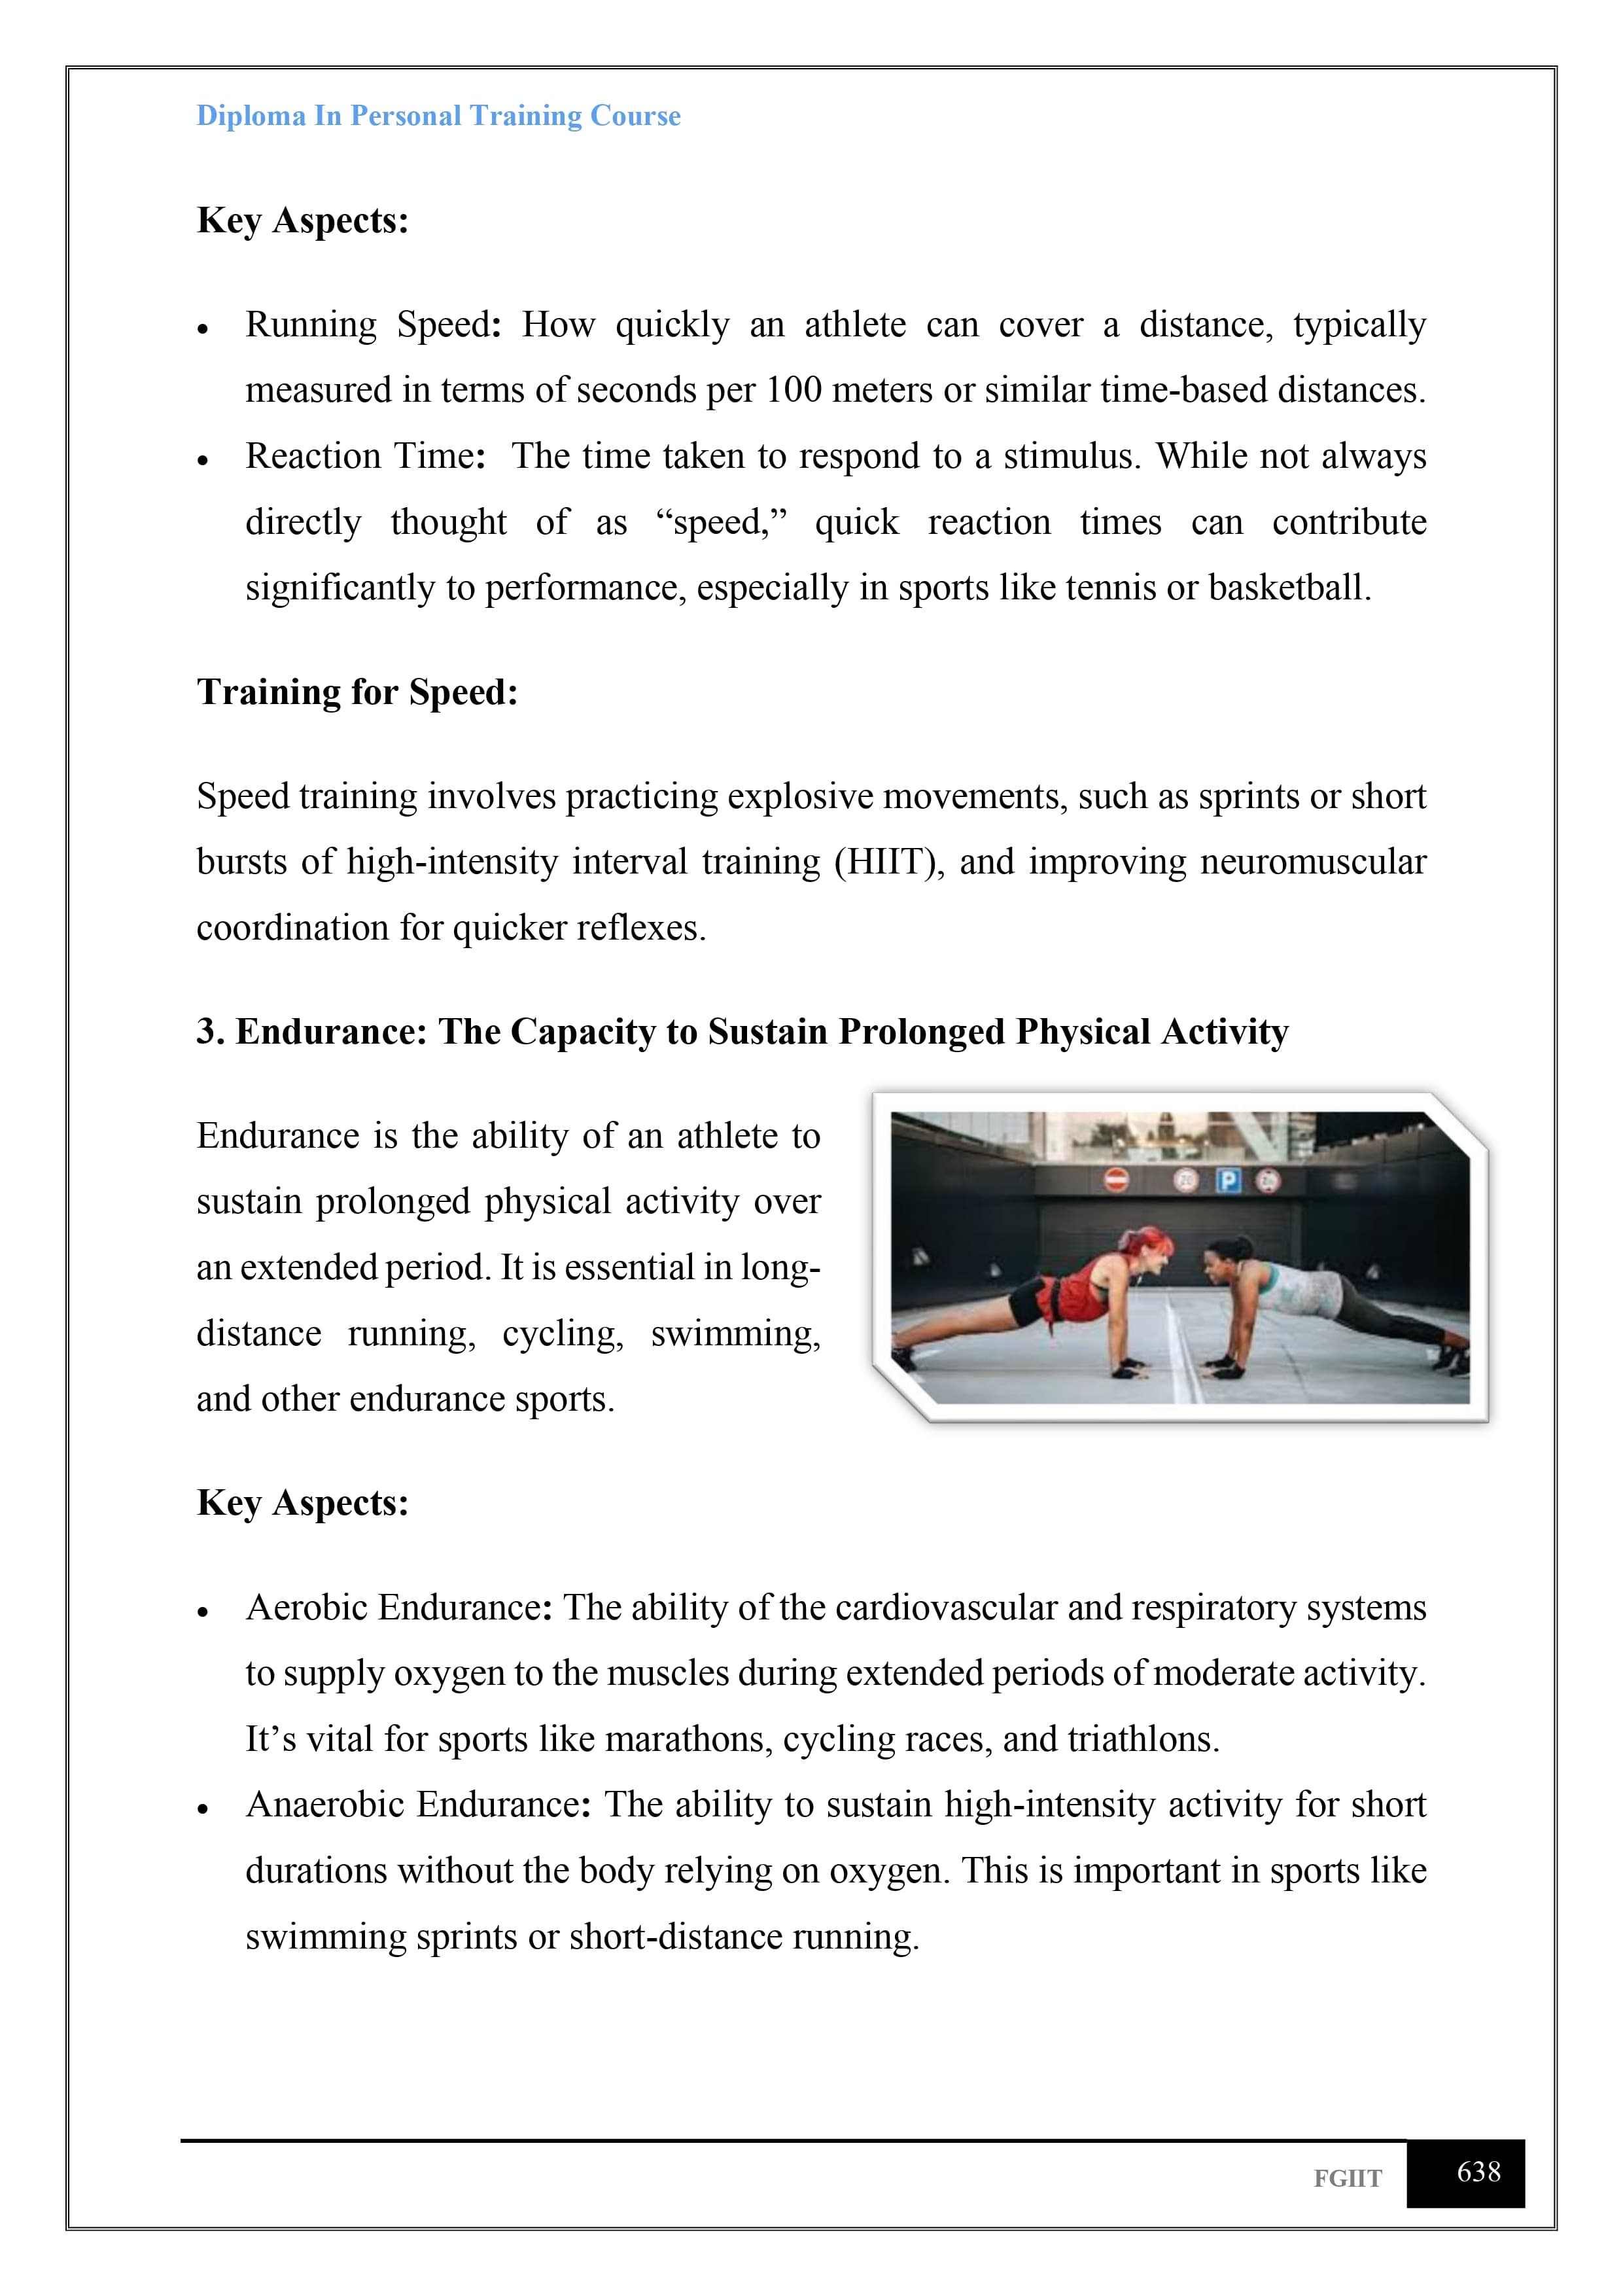 Diploma In Personal Training Course
Key Aspects:
• Running Speed: How quickly an athlete can cover a distance, typically
measured in terms of seconds per 100 meters or similar time-based distances.
• Reaction Time: The time taken to respond to a stimulus. While not always
directly thought of as “speed,” quick reaction times can contribute
significantly to performance, especially in sports like tennis or basketball.
Training for Speed:
Speed training involves practicing explosive movements, such as sprints or short
bursts of high-intensity interval training (HIIT), and improving neuromuscular
coordination for quicker reflexes.
3. Endurance: The Capacity to Sustain Prolonged Physical Activity
Endurance is the ability of an athlete to
sustain prolonged physical activity over
an extended period. It is essential in long-
distance running, cycling, swimming,
and other endurance sports.
P
Key Aspects:
• Aerobic Endurance: The ability of the cardiovascular and respiratory systems
to supply oxygen to the muscles during extended periods of moderate activity.
It’s vital for sports like marathons, cycling races, and triathlons.
• Anaerobic Endurance: The ability to sustain high-intensity activity for short
durations without the body relying on oxygen. This is important in sports like
swimming sprints or short-distance running.
FGIIT
638